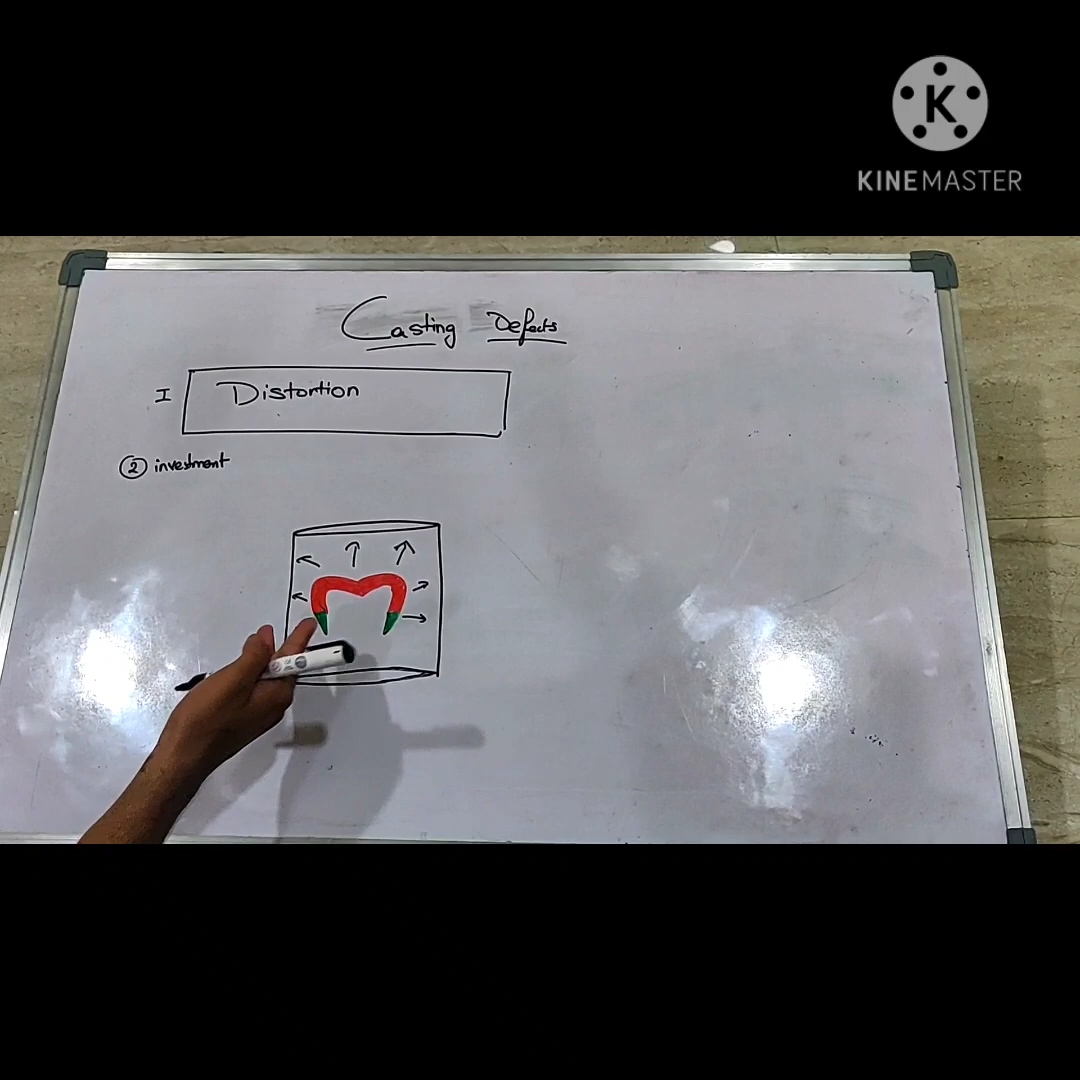 K
KINEMASTER
Casting Defects
I Distortion
② investment